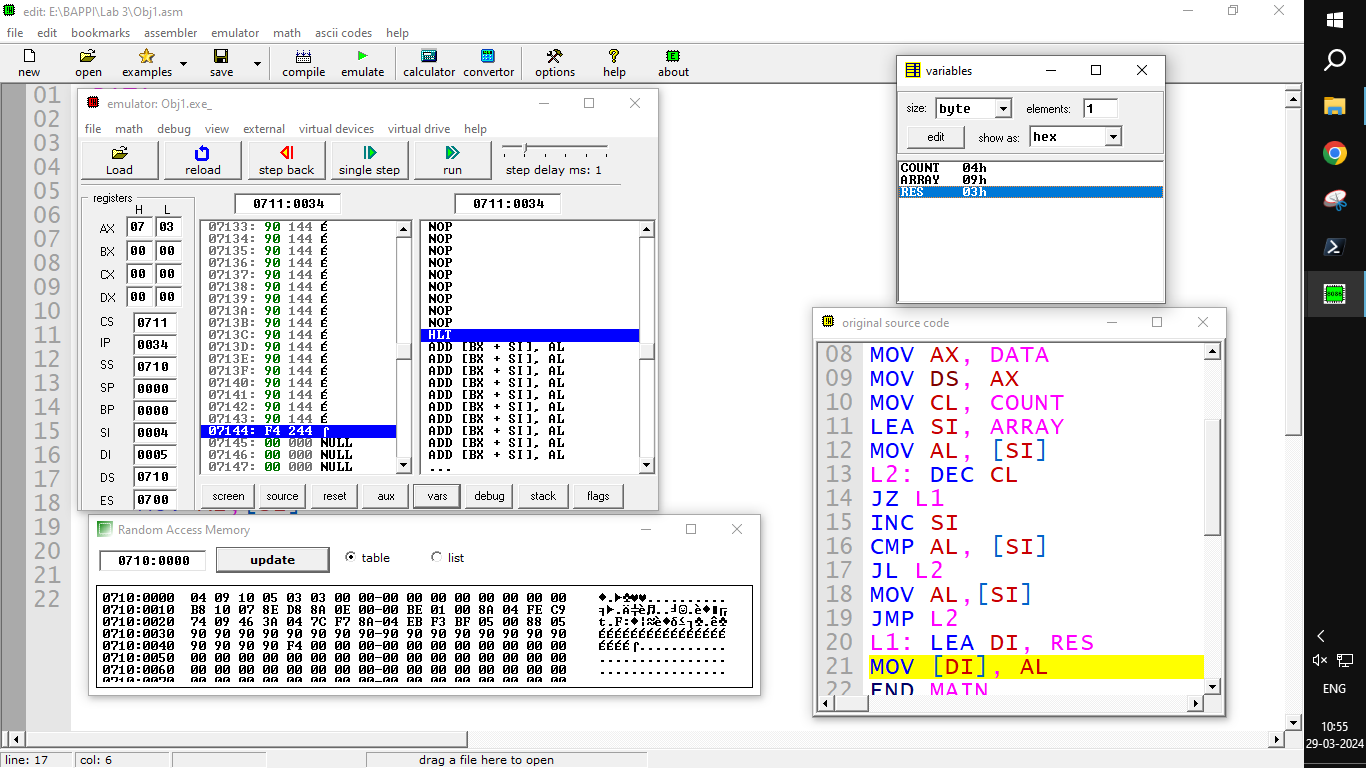 edit: E:\BAPPI\Lab 3\Obj1.asm
file edit bookmarks assembler emulator math ascii codes help
new open examples save compile emulate calculator convertor options help about
01
02
03
04
05
06
07
08
09
10
11
12
13
14
15
16
17
18
19
20
21
22
emulator: Obj1.exe_
file math debug view external virtual devices virtual drive help
Load reload step back single step run step delay ms: 1
registers
H L
AX 07 03
BX 00 00
CX 00 00
DX 00 00
CS 0711
IP 0034
SS 0710
SP 0000
BP 0000
SI 0004
DI 0005
DS 0710
ES 0700
0711:0034 0711:0034
07133: 90 144 É
07134: 90 144 É
07135: 90 144 É
07136: 90 144 É
07137: 90 144 É
07138: 90 144 É
07139: 90 144 É
0713A: 90 144 É
0713B: 90 144 É
0713C: 90 144 É
0713D: 90 144 É
0713E: 90 144 É
0713F: 90 144 É
07140: 90 144 É
07141: 90 144 É
07142: 90 144 É
07143: 90 144 É
07144: F4 244 ⌠
07145: 00 000 NULL
07146: 00 000 NULL
07147: 00 000 NULL
NOP
NOP
NOP
NOP
NOP
NOP
NOP
NOP
NOP
HLT
ADD [BX + SI], AL
ADD [BX + SI], AL
ADD [BX + SI], AL
ADD [BX + SI], AL
ADD [BX + SI], AL
ADD [BX + SI], AL
ADD [BX + SI], AL
ADD [BX + SI], AL
ADD [BX + SI], AL
ADD [BX + SI], AL
...
screen source reset aux vars debug stack flags
Random Access Memory
0710:0000 update table list
0710:0000 04 09 10 05 03 03 00 00-00 00 00 00 00 00 00 00
0710:0010 B8 10 07 8E D8 8A 0E 00-00 BE 01 00 8A 04 FE C9
0710:0020 74 09 46 3A 04 7C F7 8A-04 EB F3 BF 05 00 88 05
0710:0030 90 90 90 90 90 90 90 90-90 90 90 90 90 90 90 90
0710:0040 90 90 90 90 F4 00 00 00-00 00 00 00 00 00 00 00
0710:0050 00 00 00 00 00 00 00 00-00 00 00 00 00 00 00 00
0710:0060 00 00 00 00 00 00 00 00-00 00 00 00 00 00 00 00
variables
size: byte elements: 1
edit show as: hex
COUNT 04h
ARRAY 09h
RES 03h
original source code
08 MOV AX, DATA
09 MOV DS, AX
10 MOV CL, COUNT
11 LEA SI, ARRAY
12 MOV AL, [SI]
13 L2: DEC CL
14 JZ L1
15 INC SI
16 CMP AL, [SI]
17 JL L2
18 MOV AL,[SI]
19 JMP L2
20 L1: LEA DI, RES
21 MOV [DI], AL
22 END MAIN
line: 17 col: 6 drag a file here to open
ENG
10:55
29-03-2024